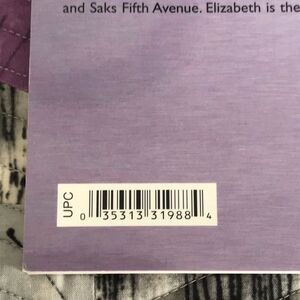 and Saks Fifth Avenue. Elizabeth is the
UPC
0 35313 31988 4